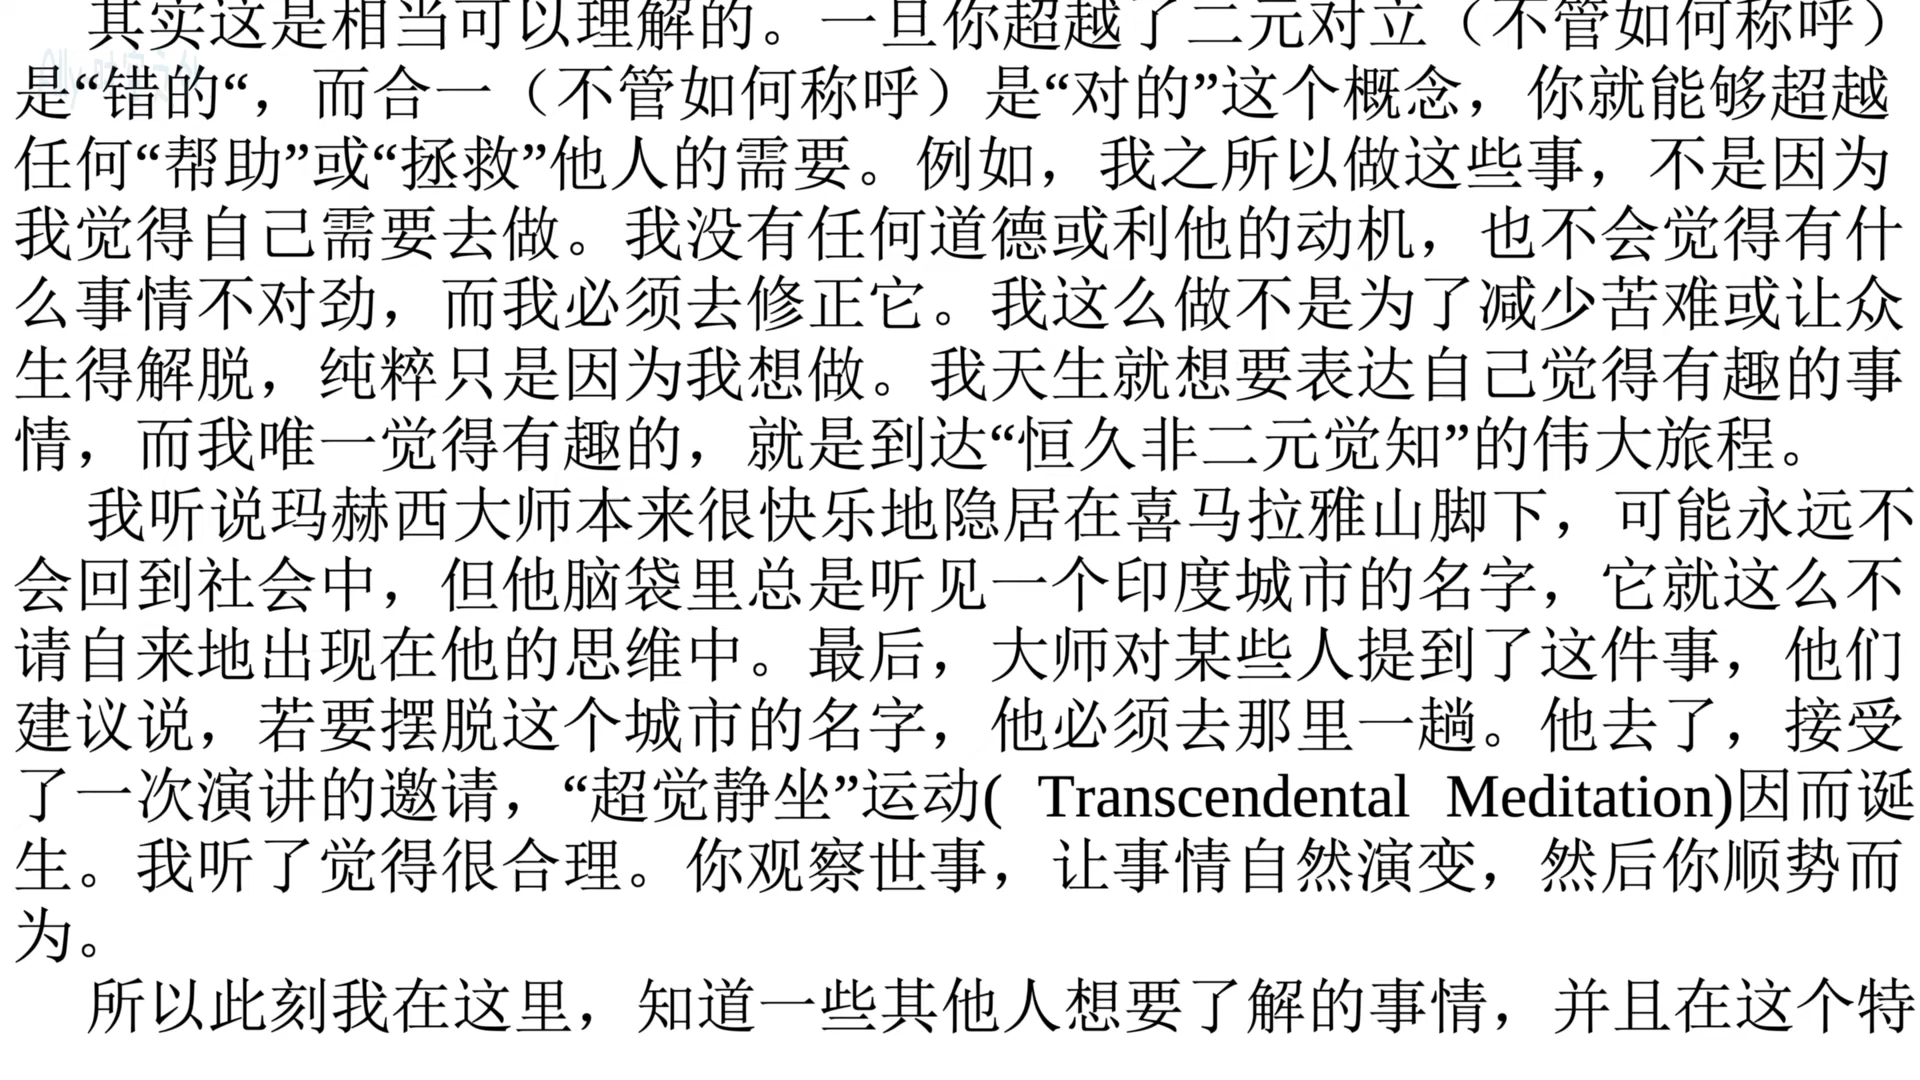 其实这是相当可以理解的。一旦你超越了二元对立（不管如何称呼）
是“错的“，而合一（不管如何称呼）是“对的”这个概念，你就能够超越
任何“帮助”或“拯救”他人的需要。例如，我之所以做这些事，不是因为
我觉得自己需要去做。我没有任何道德或利他的动机，也不会觉得有什
么事情不对劲，而我必须去修正它。我这么做不是为了减少苦难或让众
生得解脱，纯粹只是因为我想做。我天生就想要表达自己觉得有趣的事
情，而我唯一觉得有趣的，就是到达“恒久非二元觉知”的伟大旅程。
我听说玛赫西大师本来很快乐地隐居在喜马拉雅山脚下，可能永远不
会回到社会中，但他脑袋里总是听见一个印度城市的名字，它就这么不
请自来地出现在他的思维中。最后，大师对某些人提到了这件事，他们
建议说，若要摆脱这个城市的名字，他必须去那里一趟。他去了，接受
了一次演讲的邀请，“超觉静坐”运动( Transcendental Meditation)因而诞
生。我听了觉得很合理。你观察世事，让事情自然演变，然后你顺势而
为。
所以此刻我在这里，知道一些其他人想要了解的事情，并且在这个特